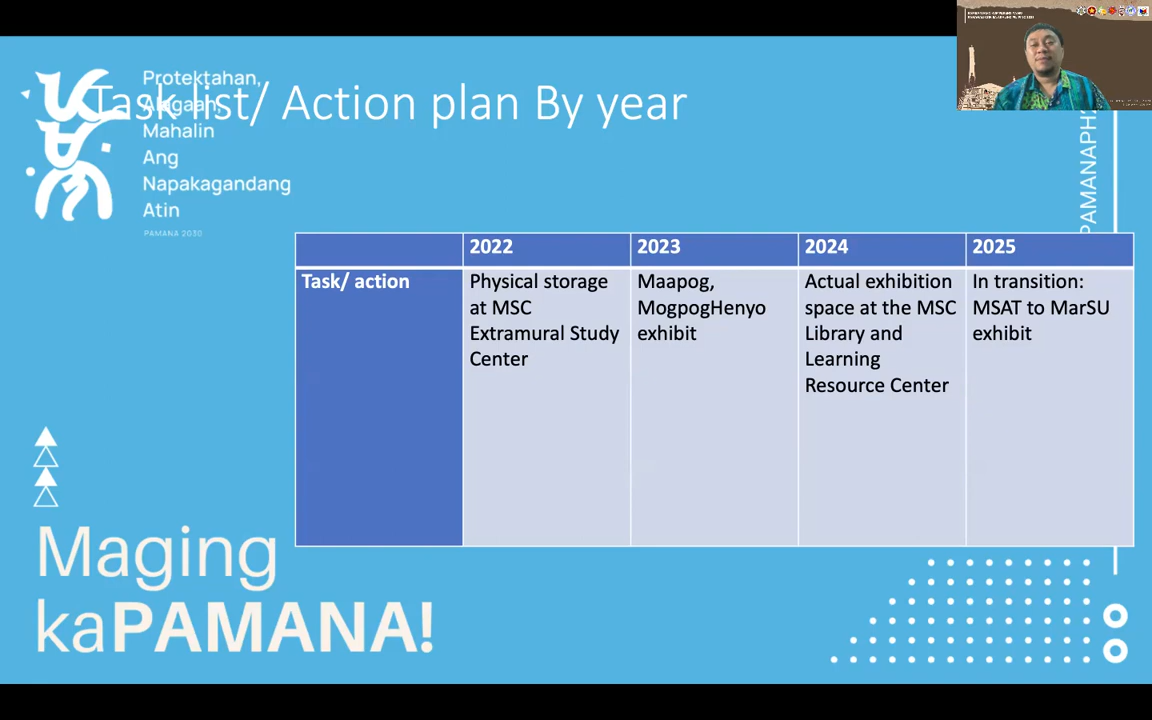 Protektahan,
Alagaan,
Mahalin
Ang
Napakagandang
Atin
PAMANA 2030
Task list/ Action plan By year
PAMANAPH
2022
2023
2024
2025
Task/ action
Physical storage
at MSC
Extramural Study
Center
Maapog,
MogpogHenyo
exhibit
Actual exhibition
space at the MSC
Library and
Learning
Resource Center
In transition:
MSAT to MarSU
exhibit
Maging
kaPAMANA!